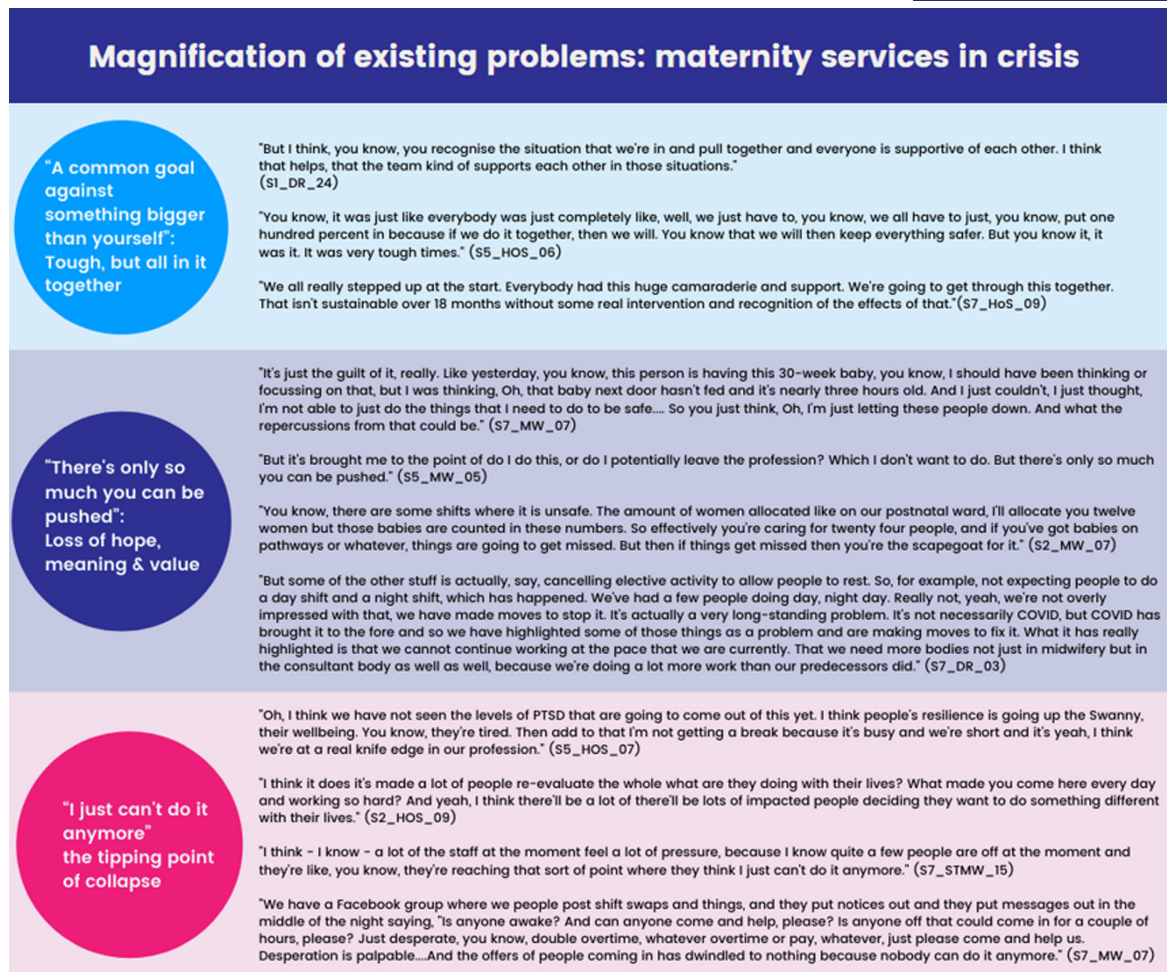 Magnification of existing problems: maternity services in crisis
"A common goal
against
something bigger
than yourself":
Tough, but all in it
together
"But I think, you know, you recognise the situation that we're in and pull together and everyone is supportive of each other. I think
that helps, that the team kind of supports each other in those situations."
(S1_DR_24)
"You know, it was just like everybody was just completely like, well, we just have to, you know, we all have to just, you know, put one
hundred percent in because if we do it together, then we will. You know that we will then keep everything safer. But you know it, it
was it. It was very tough times." (S5_HOS_06)
"We all really stepped up at the start. Everybody had this huge camaraderie and support. We're going to get through this together.
That isn't sustainable over 18 months without some real intervention and recognition of the effects of that."(S7_HoS_09)
"There's only so
much you can be
pushed":
Loss of hope,
meaning & value
"It's just the guilt of it, really. Like yesterday, you know, this person is having this 30-week baby, you know, I should have been thinking or
focussing on that, but I was thinking, Oh, that baby next door hasn't fed and it's nearly three hours old. And I just couldn't, I just thought,
I'm not able to just do the things that I need to do to be safe.... So you just think, Oh, I'm just letting these people down. And what the
repercussions from that could be." (S7_MW_07)
"But it's brought me to the point of do I do this, or do I potentially leave the profession? Which I don't want to do. But there's only so much
you can be pushed." (S5_MW_05)
"You know, there are some shifts where it is unsafe. The amount of women allocated like on our postnatal ward, I'll allocate you twelve
women but those babies are counted in these numbers. So effectively you're caring for twenty four people, and if you've got babies on
pathways or whatever, things are going to get missed. But then if things get missed then you're the scapegoat for it." (S2_MW_07)
"But some of the other stuff is actually, say, cancelling elective activity to allow people to rest. So, for example, not expecting people to do
a day shift and a night shift, which has happened. We've had a few people doing day, night day. Really not, yeah, we're not overly
impressed with that, we have made moves to stop it. It's actually a very long-standing problem. It's not necessarily COVID, but COVID has
brought it to the fore and so we have highlighted some of those things as a problem and are making moves to fix it. What it has really
highlighted is that we cannot continue working at the pace that we are currently. That we need more bodies not just in midwifery but in
the consultant body as well as well, because we're doing a lot more work than our predecessors did." (S7_DR_03)
"I just can't do it
anymore"
the tipping point
of collapse
"Oh, I think we have not seen the levels of PTSD that are going to come out of this yet. I think people's resilience is going up the Swanny,
their wellbeing. You know, they're tired. Then add to that I'm not getting a break because it's busy and we're short and it's yeah, I think
we're at a real knife edge in our profession." (S5_HOS_07)
"I think it does it's made a lot of people re-evaluate the whole what are they doing with their lives? What made you come here every day
and working so hard? And yeah, I think there'll be a lot of there'll be lots of impacted people deciding they want to do something different
with their lives." (S2_HOS_09)
"I think - I know - a lot of the staff at the moment feel a lot of pressure, because I know quite a few people are off at the moment and
they're like, you know, they're reaching that sort of point where they think I just can't do it anymore." (S7_STMW_15)
"We have a Facebook group where we people post shift swaps and things, and they put notices out and they put messages out in the
middle of the night saying, "Is anyone awake? And can anyone come and help, please? Is anyone off that could come in for a couple of
hours, please? Just desperate, you know, double overtime, whatever overtime or pay, whatever, just please come and help us.
Desperation is palpable....And the offers of people coming in has dwindled to nothing because nobody can do it anymore." (S7_MW_07)